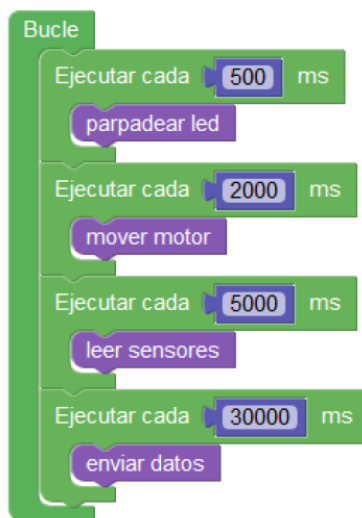 Bucle
Ejecutar cada 500 ms
parpadear led
Ejecutar cada 2000 ms
mover motor
Ejecutar cada 5000 ms
leer sensores
Ejecutar cada 30000 ms
enviar datos